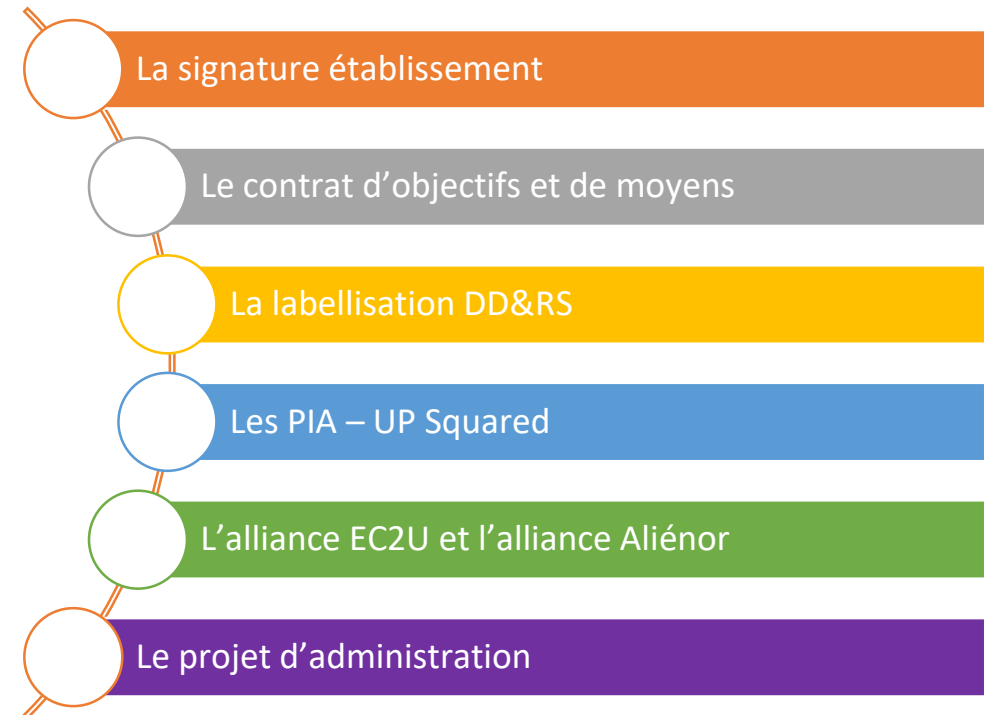 La signature établissement
Le contrat d’objectifs et de moyens
La labellisation DD&RS
Les PIA – UP Squared
L’alliance EC2U et l’alliance Aliénor
Le projet d’administration